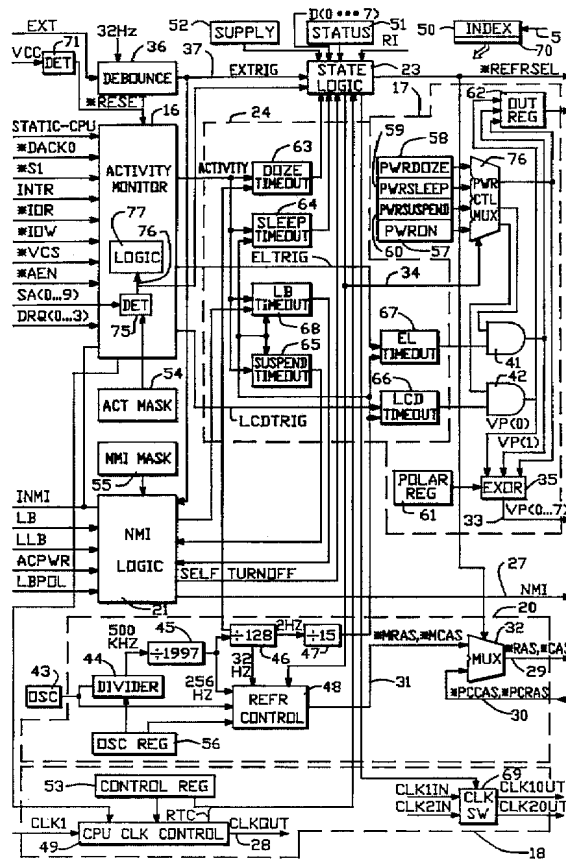 EXT
32Hz
36
37
52
SUPPLY
D(0•••7)
51
STATUS
RI
50
INDEX
5
70
VCC
71
DET
DEBOUNCE
EXTRIG
STATE
LOGIC
23
*REFRSEL
*RESET
16
24
17
62
OUT
REG
STATIC-CPU
*DACK0
*S1
INTR
*IOR
*IOW
*VCS
*AEN
SA(0...9)
DRQ(0...3)
ACTIVITY
MONITOR
ACTIVITY
63
DOZE
TIMEOUT
59
58
PWRDOZE
PWRSLEEP
PWRSUSPEND
PWRON
76
PWR
CTL
MUX
77
76
LOGIC
64
SLEEP
TIMEOUT
60
57
ELTRIG
34
DET
75
LB
TIMEOUT
68
67
EL
TIMEOUT
41
65
SUSPEND
TIMEOUT
66
42
LCD
TIMEOUT
54
ACT MASK
LCDTRIG
VP(0)
VP(1)
NMI MASK
55
POLAR
REG
61
EXOR
35
33
VP(0...7)
INMI
LB
LLB
ACPWR
LBPOL
NMI
LOGIC
SELF TURNOFF
27
21
NMI
20
500
KHZ
45
÷1997
÷128
2HZ
÷15
*MRAS,*MCAS
32
MUX
*RAS,*CAS
29
43
OSC
44
DIVIDER
46
47
32
HZ
256
HZ
48
31
REFR
CONTROL
*PCCAS,*PCRAS
30
OSC REG
56
53
CONTROL REG
69
CLK1IN
CLK2IN
CLK
SW
CLK1OUT
CLK2OUT
RTC
CLK1
CPU CLK CONTROL
CLKOUT
49
28
18